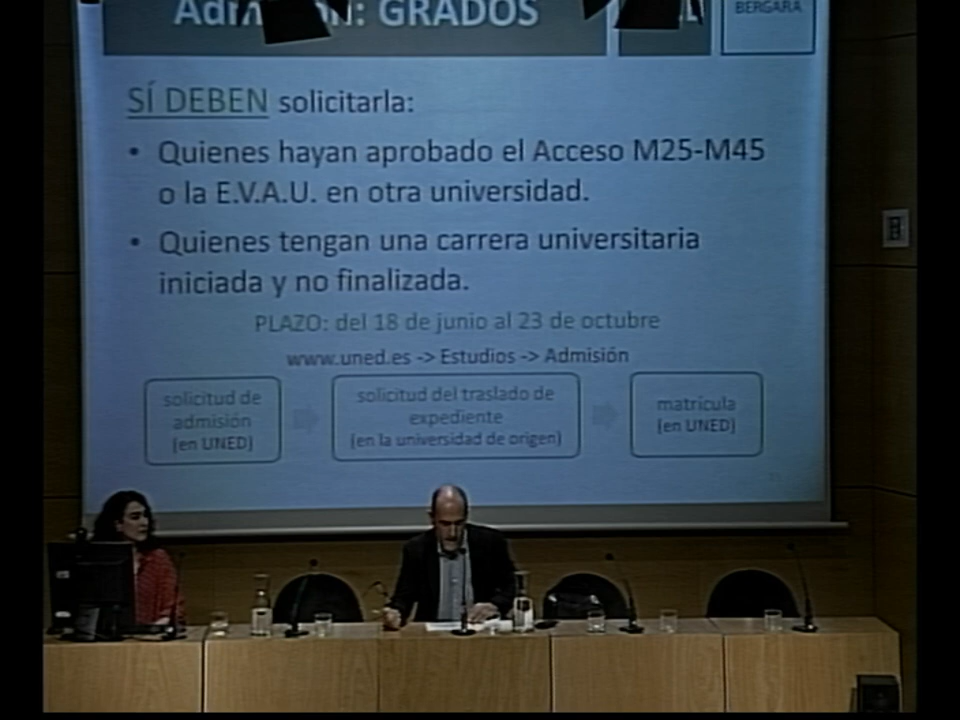 Admisión: GRADOS
BERGARA
SÍ DEBEN solicitarla:
• Quienes hayan aprobado el Acceso M25-M45
o la E.V.A.U. en otra universidad.
• Quienes tengan una carrera universitaria
iniciada y no finalizada.
PLAZO: del 18 de junio al 23 de octubre
www.uned.es -> Estudios -> Admisión
solicitud de
admisión
(en UNED)
solicitud del traslado de
expediente
(en la universidad de origen)
matrícula
(en UNED)